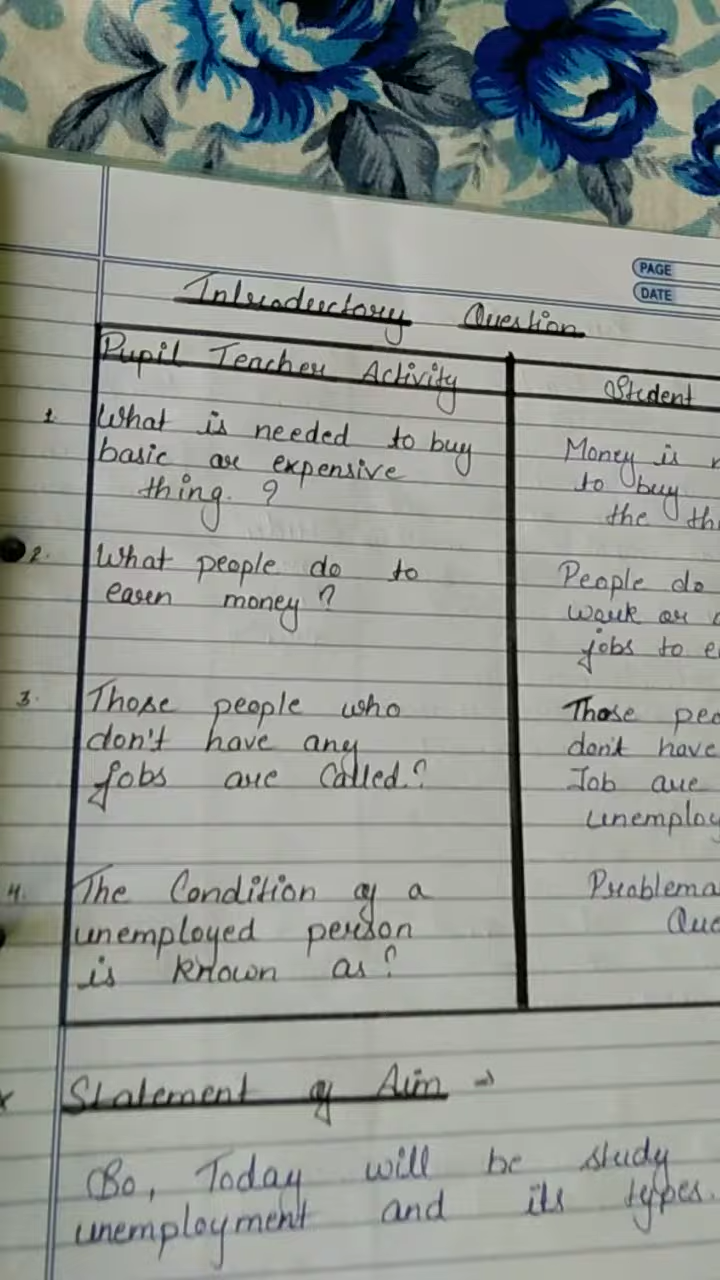 PAGE
DATE
Introductory Question
Pupil Teacher Activity
Student
1. What is needed to buy
basic are expensive
thing. ?
Money is
to buy
the
2. What people do to
earn money?
People do
work or
jobs to
3. Those people who
don't have any
jobs are Called.?
Those
don't have
Job are
4. The Condition of a
unemployed person
is known as?
Statement of Aim ⇒
So, Today will be study
unemployment and its types.